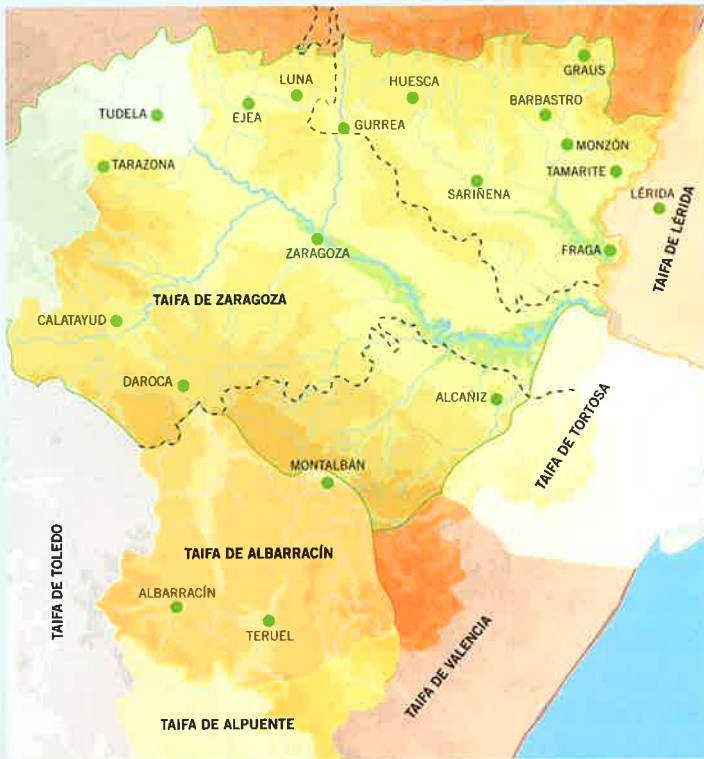 GRAUS
LUNA
HUESCA
EJEA
BARBASTRO
TUDELA
GURREA
MONZÓN
TARAZONA
TAMARITE
SARIÑENA
LÉRIDA
ZARAGOZA
FRAGA
TAIFA DE LÉRIDA
TAIFA DE ZARAGOZA
CALATAYUD
DAROCA
ALCAÑIZ
TAIFA DE TORTOSA
MONTALBÁN
TAIFA DE TOLEDO
TAIFA DE ALBARRACÍN
ALBARRACÍN
TERUEL
TAIFA DE VALENCIA
TAIFA DE ALPUENTE